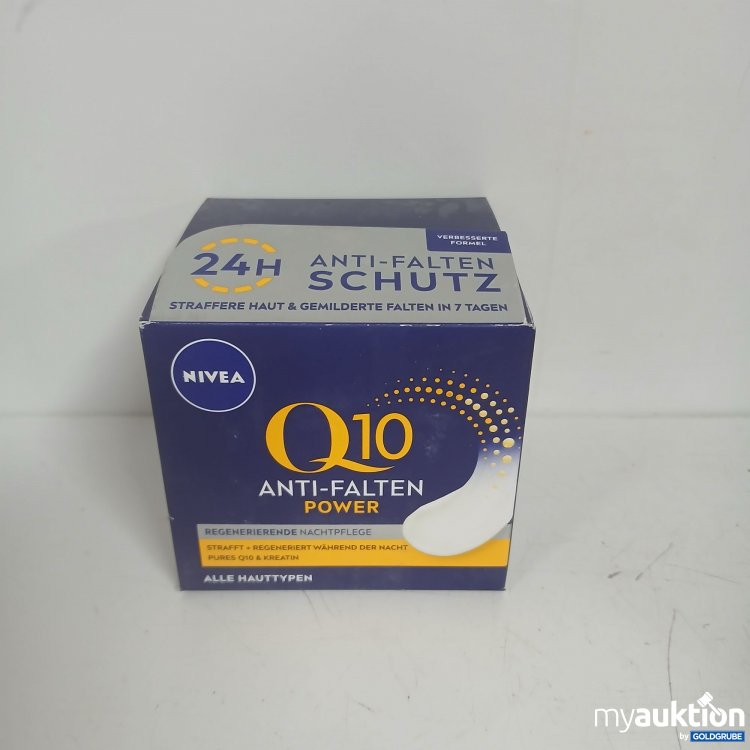 VERBESSERTE
FORMEL
24H
ANTI-FALTEN
SCHUTZ
STRAFFERE HAUT & GEMILDERTE FALTEN IN 7 TAGEN
NIVEA
Q10
ANTI-FALTEN
POWER
REGENERIERENDE NACHTPFLEGE
STRAFFT + REGENERIERT WÄHREND DER NACHT
PURES Q10 & KREATIN
ALLE HAUTTYPEN
myauktion
by GOLDGRUBE